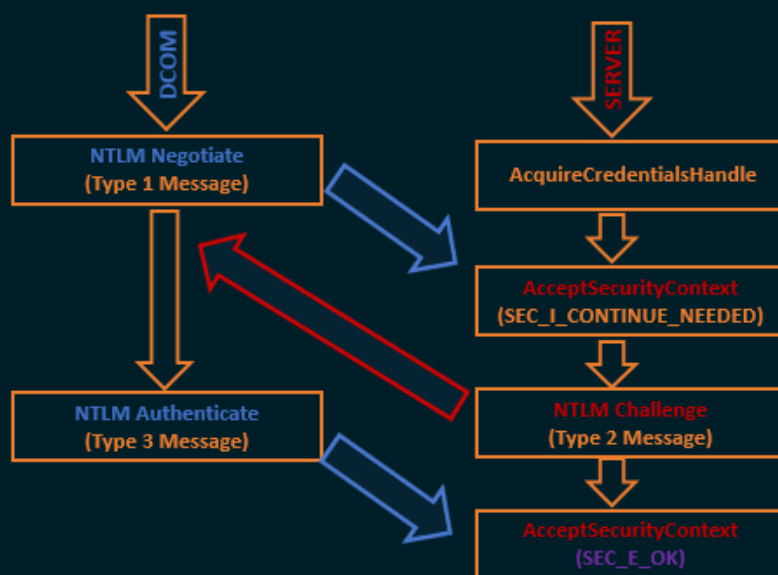 DCOM
SERVER
NTLM Negotiate
(Type 1 Message)
AcquireCredentialsHandle
AcceptSecurityContext
(SEC_I_CONTINUE_NEEDED)
NTLM Authenticate
(Type 3 Message)
NTLM Challenge
(Type 2 Message)
AcceptSecurityContext
(SEC_E_OK)